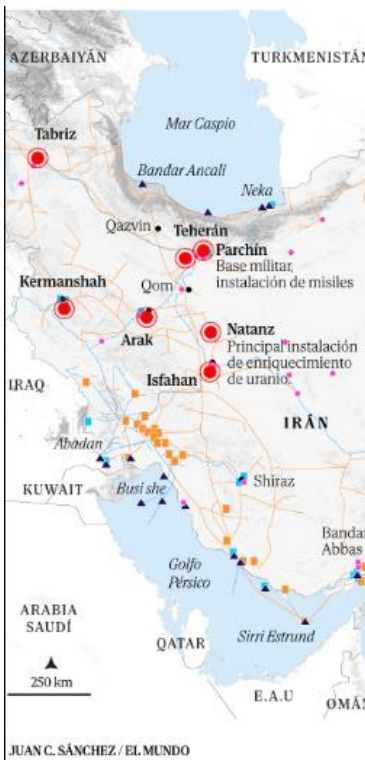 AZERBAIYÁN
TURKMENISTÁN
Tabriz
Mar Caspio
Bandar Ancali
Neka
Qazvin
Teherán
Parchín
Base militar,
instalación de misiles
Kermanshah
Qom
Arak
Natanz
Principal instalación
de enriquecimiento
de uranio.
Isfahan
IRAQ
IRÁN
Abadan
Shiraz
KUWAIT
Busi she
Bandar
Abbas
Golfo
Pérsico
ARABIA
SAUDÍ
QATAR
Sirri Estrund
250 km
E.A.U
OMÁN
JUAN C. SÁNCHEZ / EL MUNDO